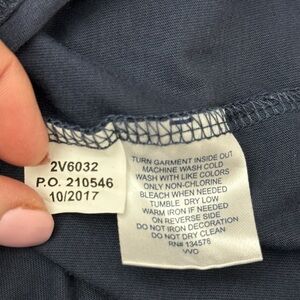 2V6032
P.O. 210546
10/2017
TURN GARMENT INSIDE OUT
MACHINE WASH COLD
WASH WITH LIKE COLORS
ONLY NON-CHLORINE
BLEACH WHEN NEEDED
TUMBLE DRY LOW
WARM IRON IF NEEDED
ON REVERSE SIDE
DO NOT IRON DECORATION
DO NOT DRY CLEAN
RN# 134576
VVO